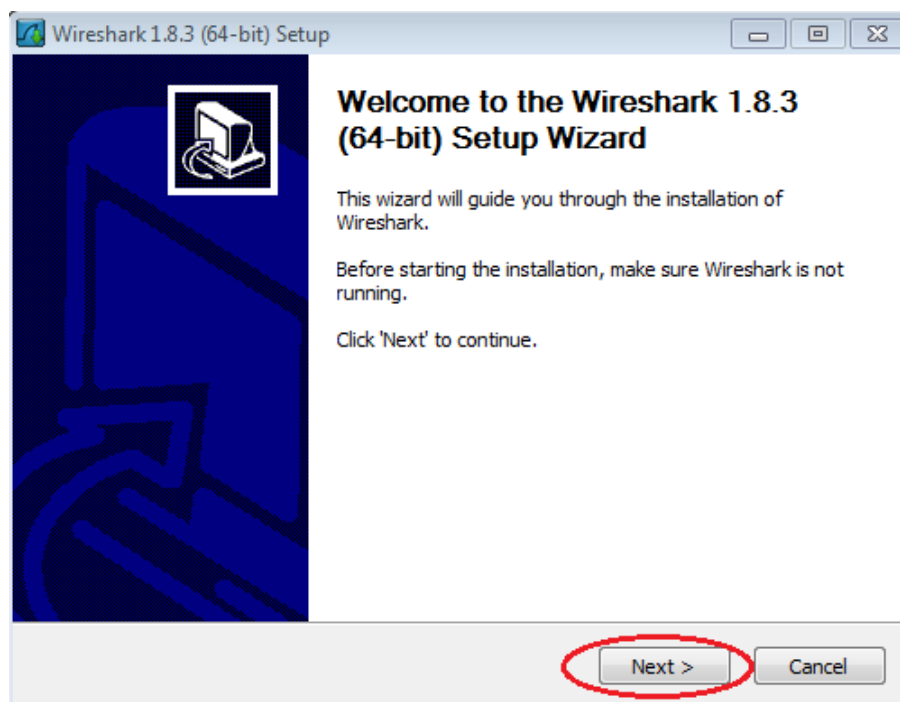 Wireshark 1.8.3 (64-bit) Setup
Welcome to the Wireshark 1.8.3
(64-bit) Setup Wizard
This wizard will guide you through the installation of
Wireshark.
Before starting the installation, make sure Wireshark is not
running.
Click 'Next' to continue.
Next >
Cancel